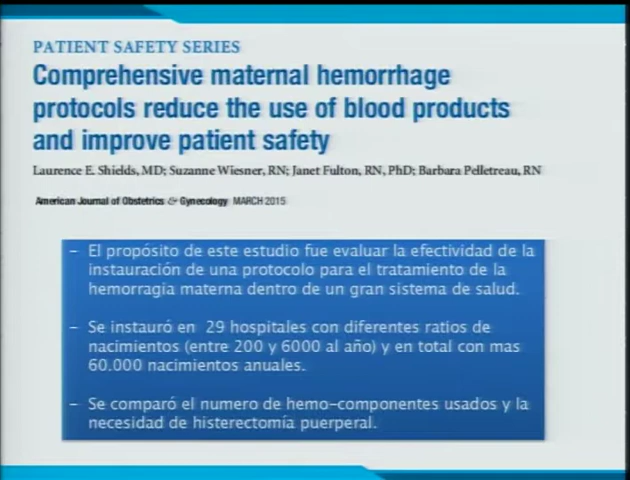 PATIENT SAFETY SERIES
Comprehensive maternal hemorrhage
protocols reduce the use of blood products
and improve patient safety
Laurence E. Shields, MD; Suzanne Wiesner, RN; Janet Fulton, RN, PhD; Barbara Pelletreau, RN
American Journal of Obstetrics & Gynecology MARCH 2015
– El propósito de este estudio fue evaluar la efectividad de la
instauración de una protocolo para el tratamiento de la
hemorragia materna dentro de un gran sistema de salud.
– Se instauró en 29 hospitales con diferentes ratios de
nacimientos (entre 200 y 6000 al año) y en total con mas
60.000 nacimientos anuales.
– Se comparó el numero de hemo-componentes usados y la
necesidad de histerectomía puerperal.